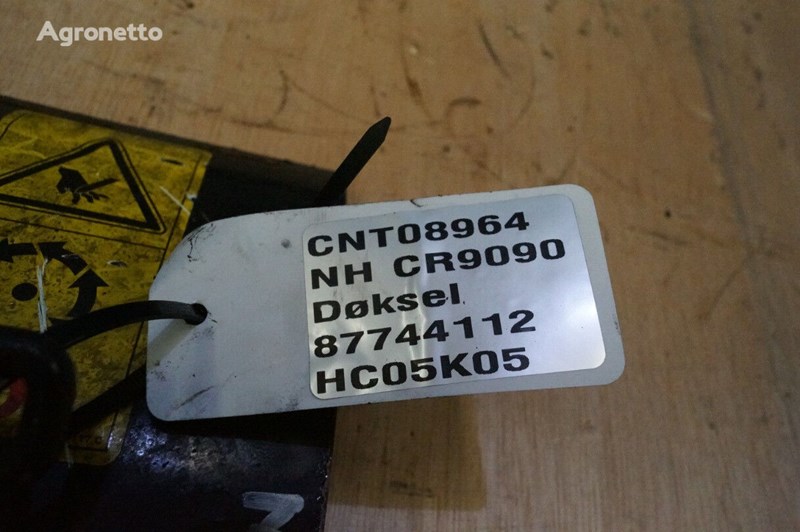 Agronetto
CNT08964
NH CR9090
Døksel
87744112
HC05K05